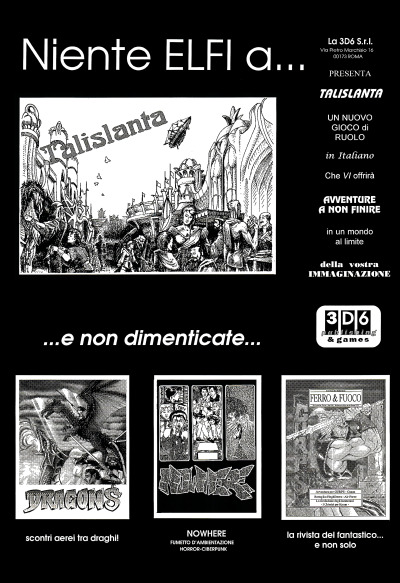 Niente ELFI a...
La 3D6 S.r.l.
Via Pietro Marchisio 16
00173 ROMA
PRESENTA
TALISLANTA
UN NUOVO
GIOCO di
RUOLO
in Italiano
Che VI offrirà
AVVENTURE
A NON FINIRE
in un mondo
al limite
della vostra
IMMAGINAZIONE
Talislanta
3D6
publishing
& games
...e non dimenticate...
DRAGONS
scontri aerei tra draghi!
NOWHERE
NOWHERE
FUMETTO D'AMBIENTAZIONE
HORROR-CIBERPUNK
FERRO & FUOCO
la rivista del fantastico...
e non solo